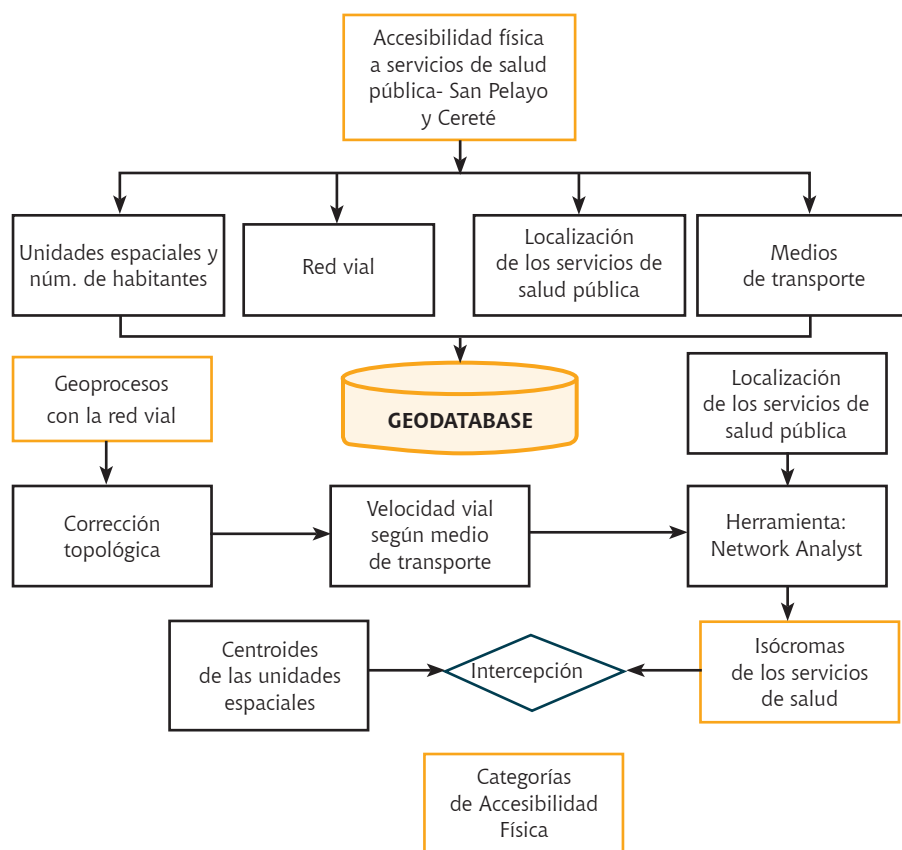 Accesibilidad física
a servicios de salud
pública- San Pelayo
y Cereté
Unidades espaciales y
núm. de habitantes
Red vial
Localización
de los servicios de
salud pública
Medios
de transporte
GEODATABASE
Geoprocesos
con la red vial
Localización
de los servicios de
salud pública
Corrección
topológica
Velocidad vial
según medio
de transporte
Herramienta:
Network Analyst
Centroides
de las unidades
espaciales
Intercepción
Isócromas
de los servicios
de salud
Categorías
de Accesibilidad
Física